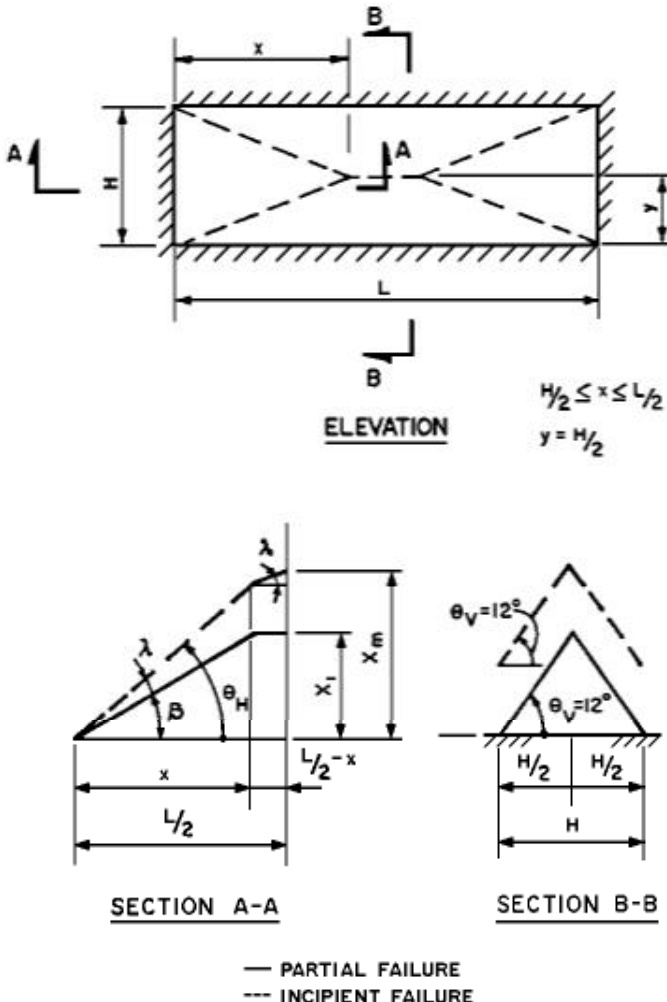 B
x
A
A
H
y
L
B
H/2 ≤ x ≤ L/2
y = H/2
ELEVATION
λ
λ
β
θH
X1
Xm
x
L/2-x
L/2
θV=12°
θV=12°
H/2
H/2
H
SECTION A-A
SECTION B-B
— PARTIAL FAILURE
--- INCIPIENT FAILURE